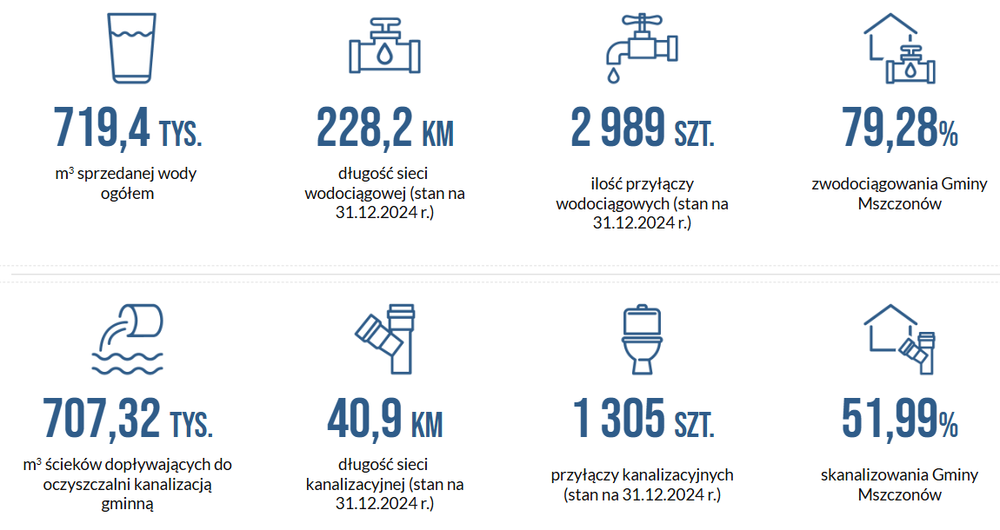 719,4 TYS.
m³ sprzedanej wody
ogółem
228,2 KM
długość sieci
wodociągowej (stan na
31.12.2024 r.)
2 989 SZT.
ilość przyłączy
wodociągowych (stan na
31.12.2024 r.)
79,28%
zwodociągowania Gminy
Mszczonów
707,32 TYS.
m³ ścieków dopływających do
oczyszczalni kanalizacją
gminną
40,9 KM
długość sieci
kanalizacyjnej (stan na
31.12.2024 r.)
1 305 SZT.
przyłączy kanalizacyjnych
(stan na 31.12.2024 r.)
51,99%
skanalizowania Gminy
Mszczonów